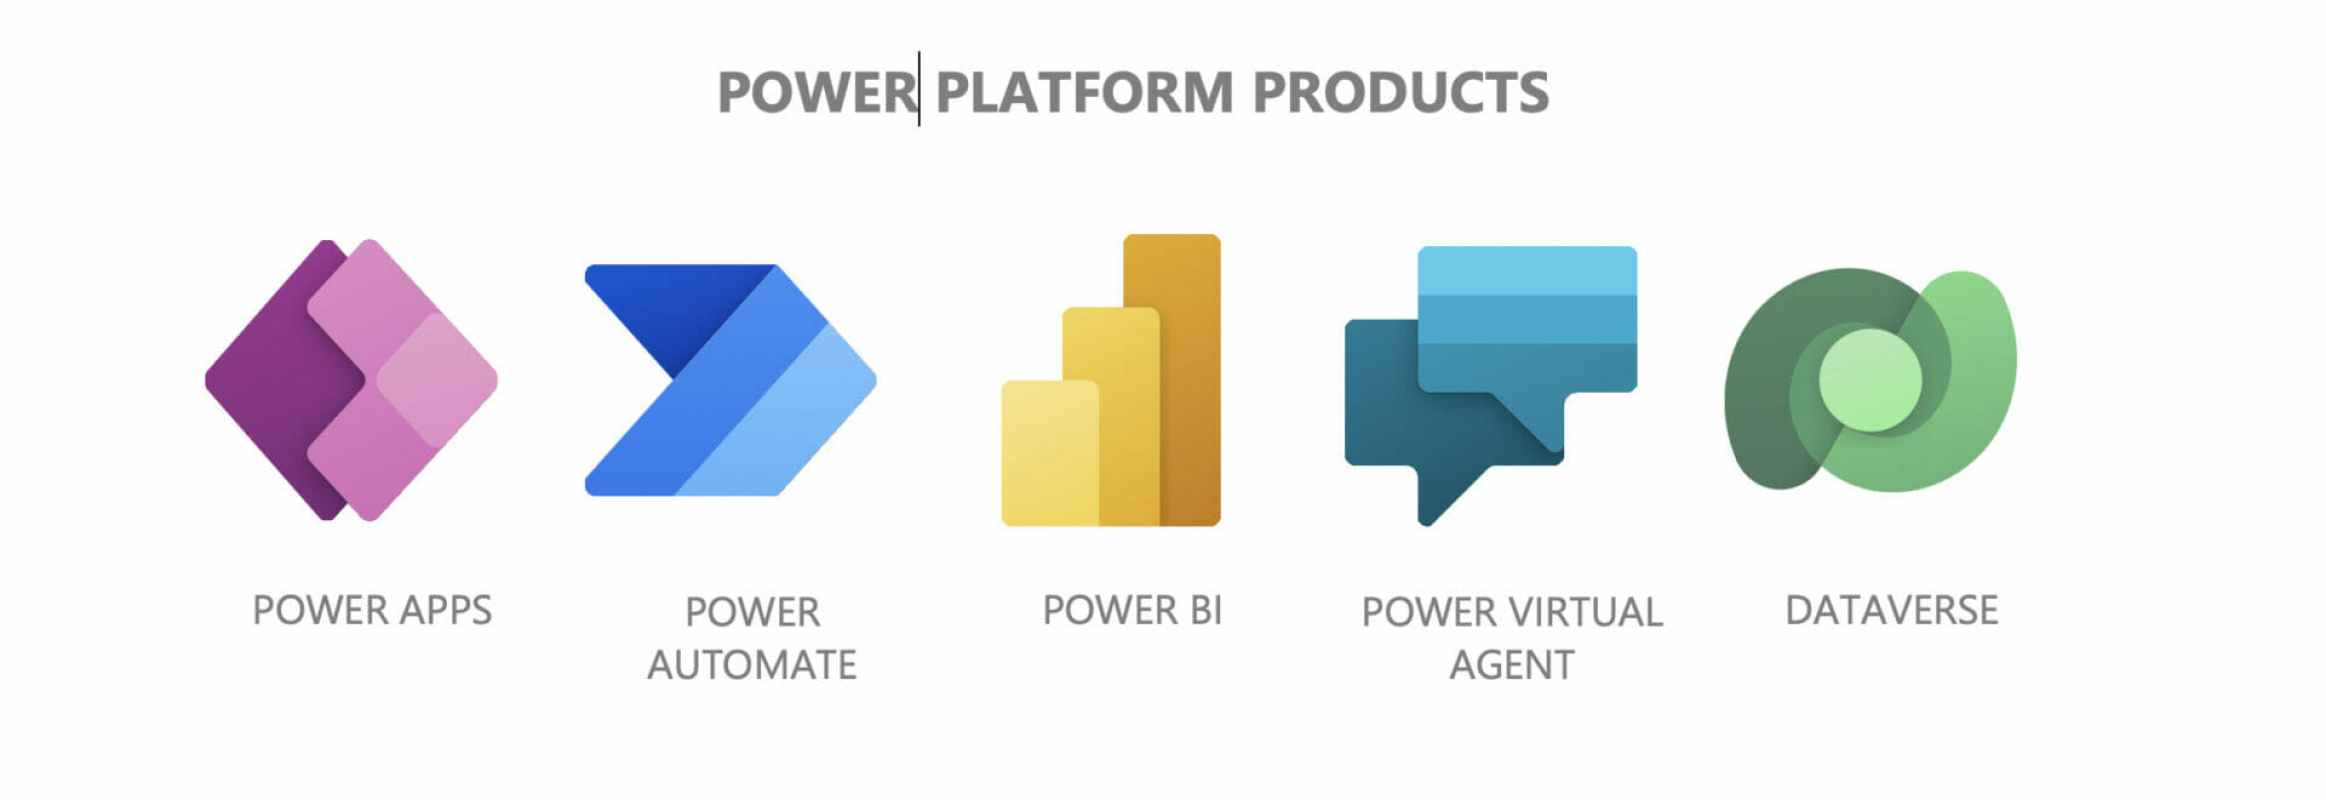 POWER PLATFORM PRODUCTS
POWER APPS
POWER
AUTOMATE
POWER BI
POWER VIRTUAL
AGENT
DATAVERSE